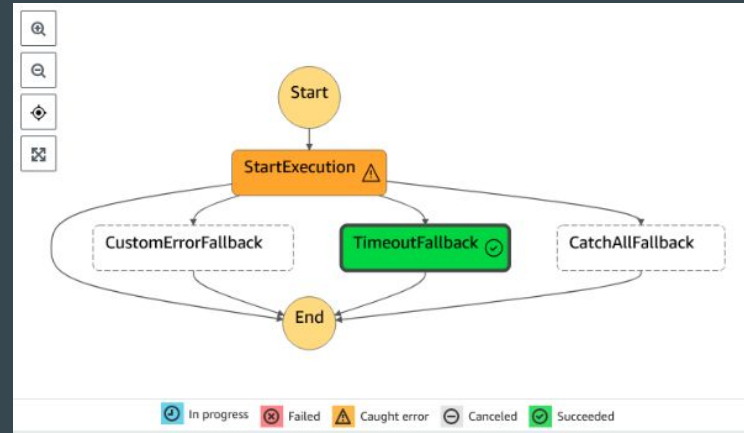 Start
StartExecution
CustomErrorFallback
TimeoutFallback
CatchAllFallback
End
In progress
Failed
Caught error
Canceled
Succeeded